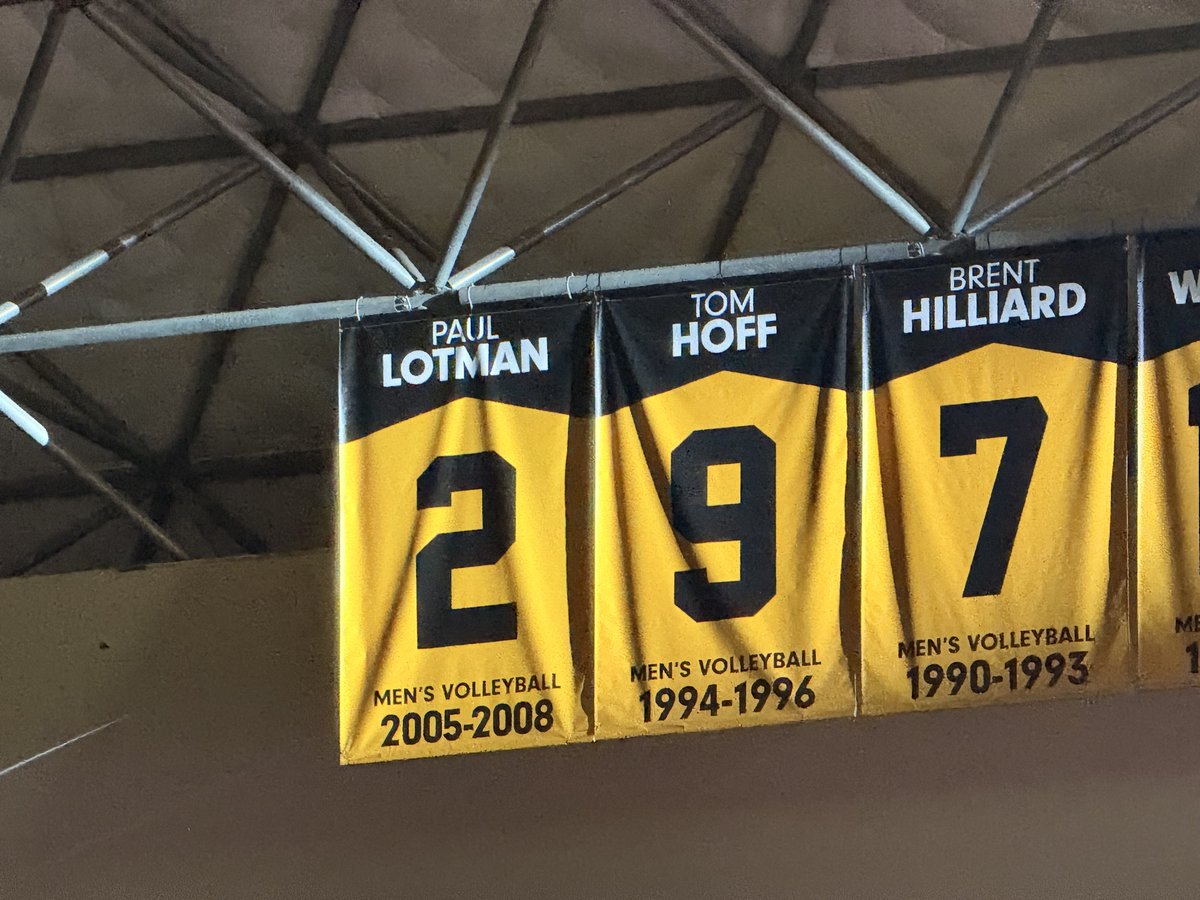 PAUL
LOTMAN
2
MEN'S VOLLEYBALL
2005-2008
TOM
HOFF
9
MEN'S VOLLEYBALL
1994-1996
BRENT
HILLIARD
7
MEN'S VOLLEYBALL
1990-1993